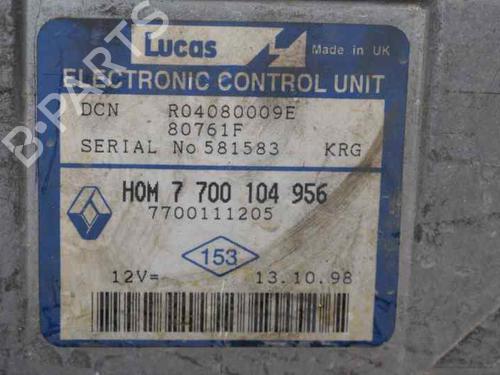 Lucas
Made in UK
ELECTRONIC CONTROL UNIT
DCN R04080009E
80761F
SERIAL No 581583 KRG
HOM 7 700 104 956
7700111205
153
12V= 13.10.98
B-PARTS